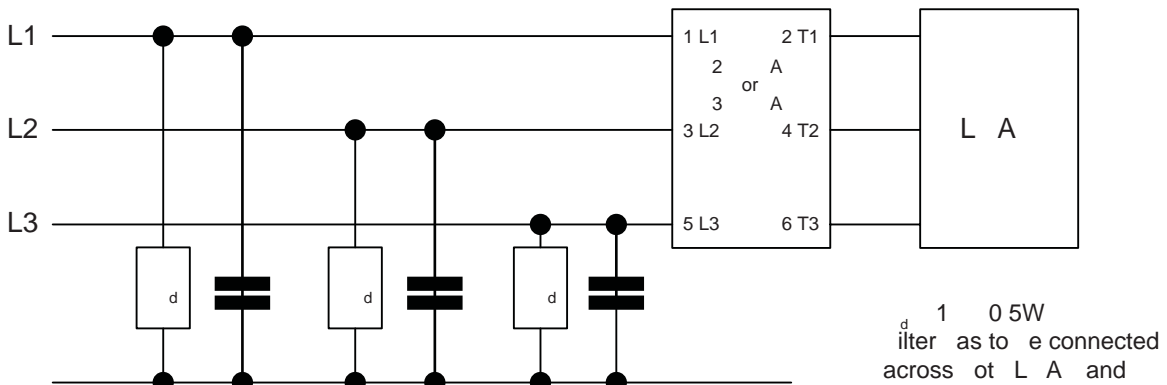 L1
1 L1 2 T1
2 A
or
3 A
L2
3 L2 4 T2
L A
L3
5 L3 6 T3
d d d
d 1 0 5W
ilter as to e connected
across ot L A and